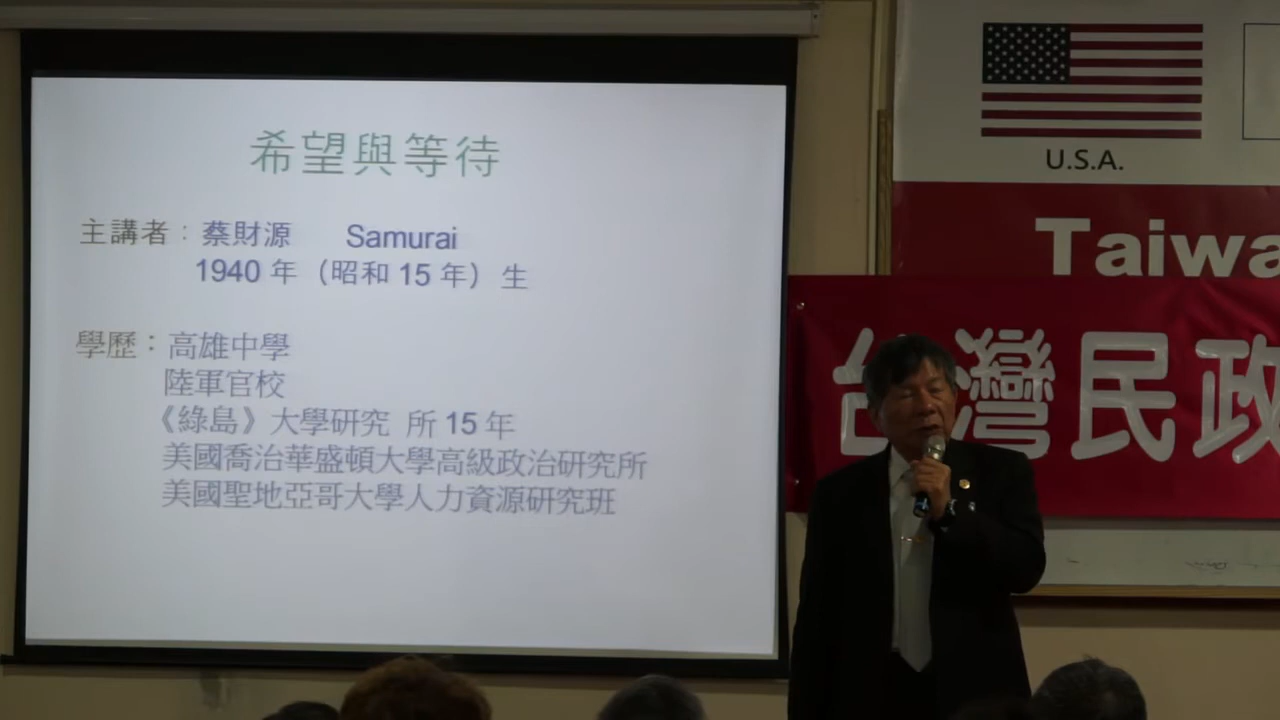 希望與等待
主講者：蔡財源 Samurai
1940 年（昭和 15 年）生
學歷：高雄中學
陸軍官校
《綠島》大學研究 所 15 年
美國喬治華盛頓大學高級政治研究所
美國聖地亞哥大學人力資源研究班
U.S.A.
Taiwa
台灣民政